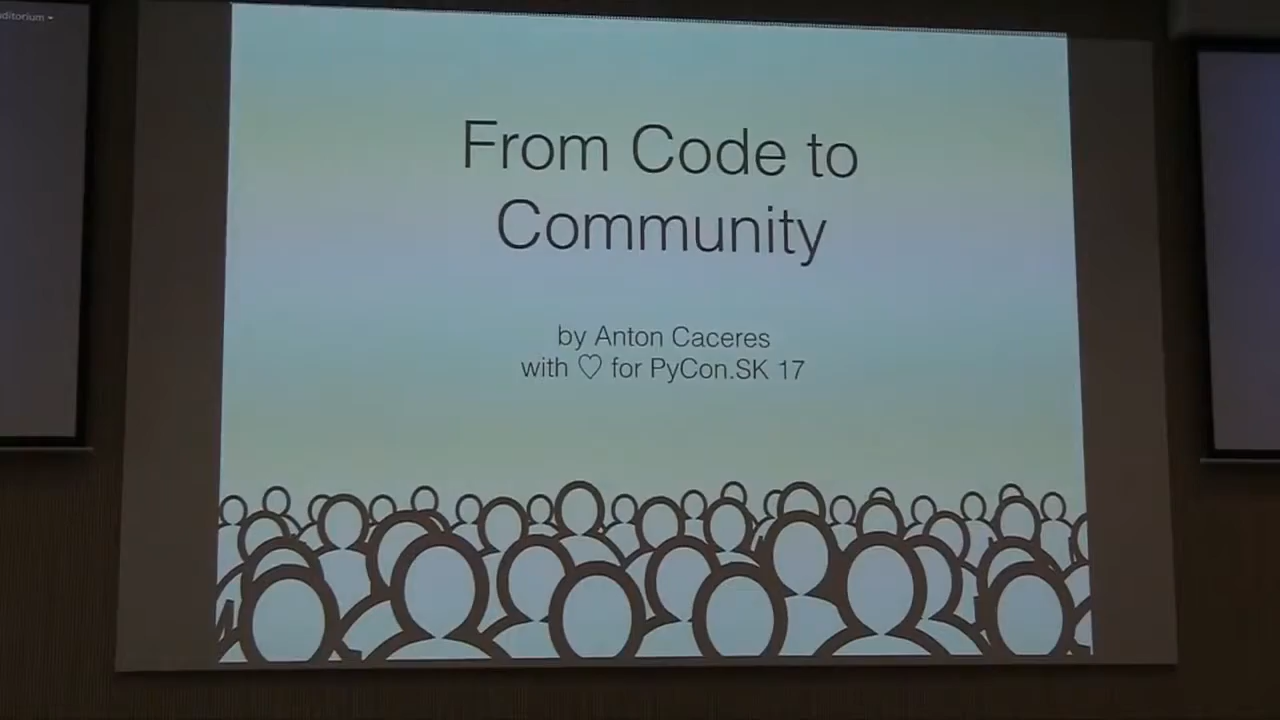 From Code to
Community
by Anton Caceres
with ♡ for PyCon.SK 17